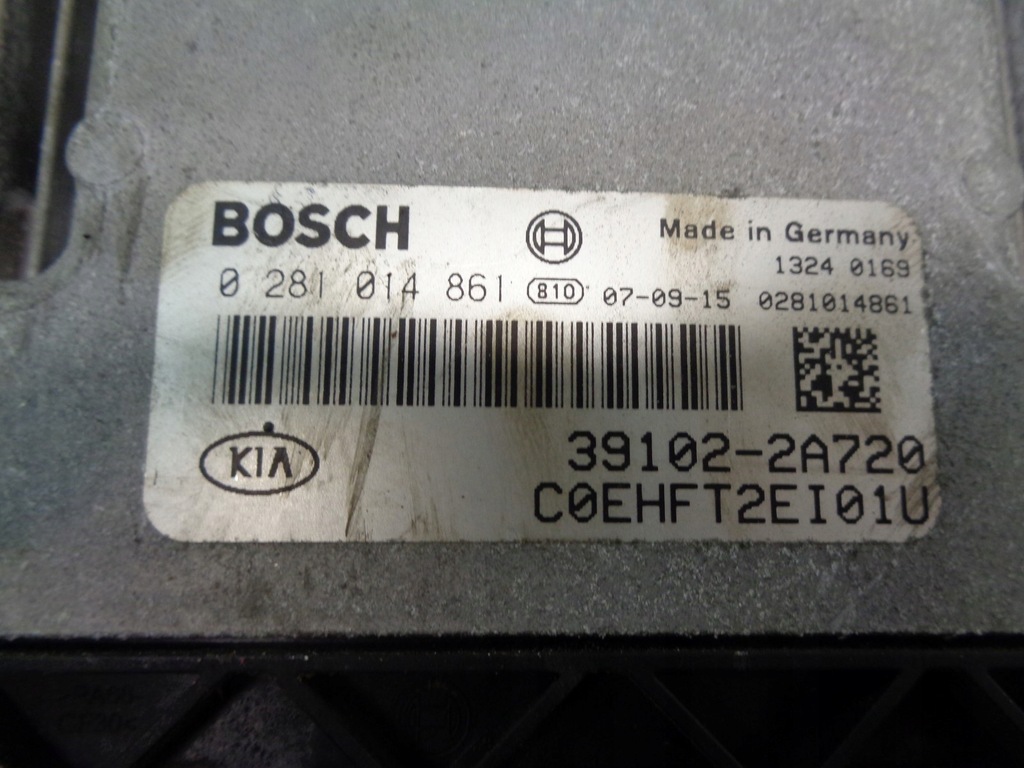 BOSCH
Made in Germany
1324 0169
0 281 014 861 810 07-09-15 0281014861
KIA
39102-2A720
C0EHFT2EI01U